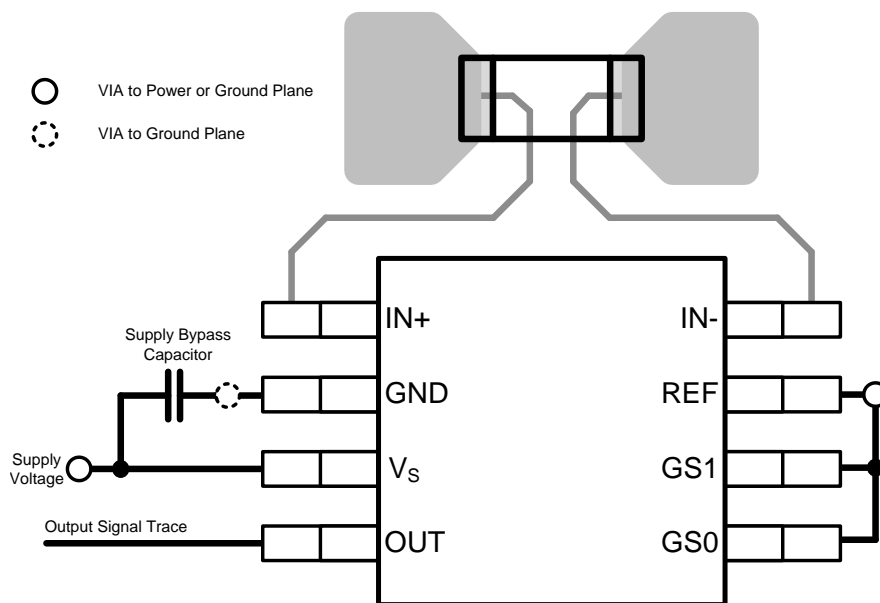 VIA to Power or Ground Plane
VIA to Ground Plane
IN+
IN-
Supply Bypass
Capacitor
GND
REF
Supply
Voltage
VS
GS1
Output Signal Trace
OUT
GS0